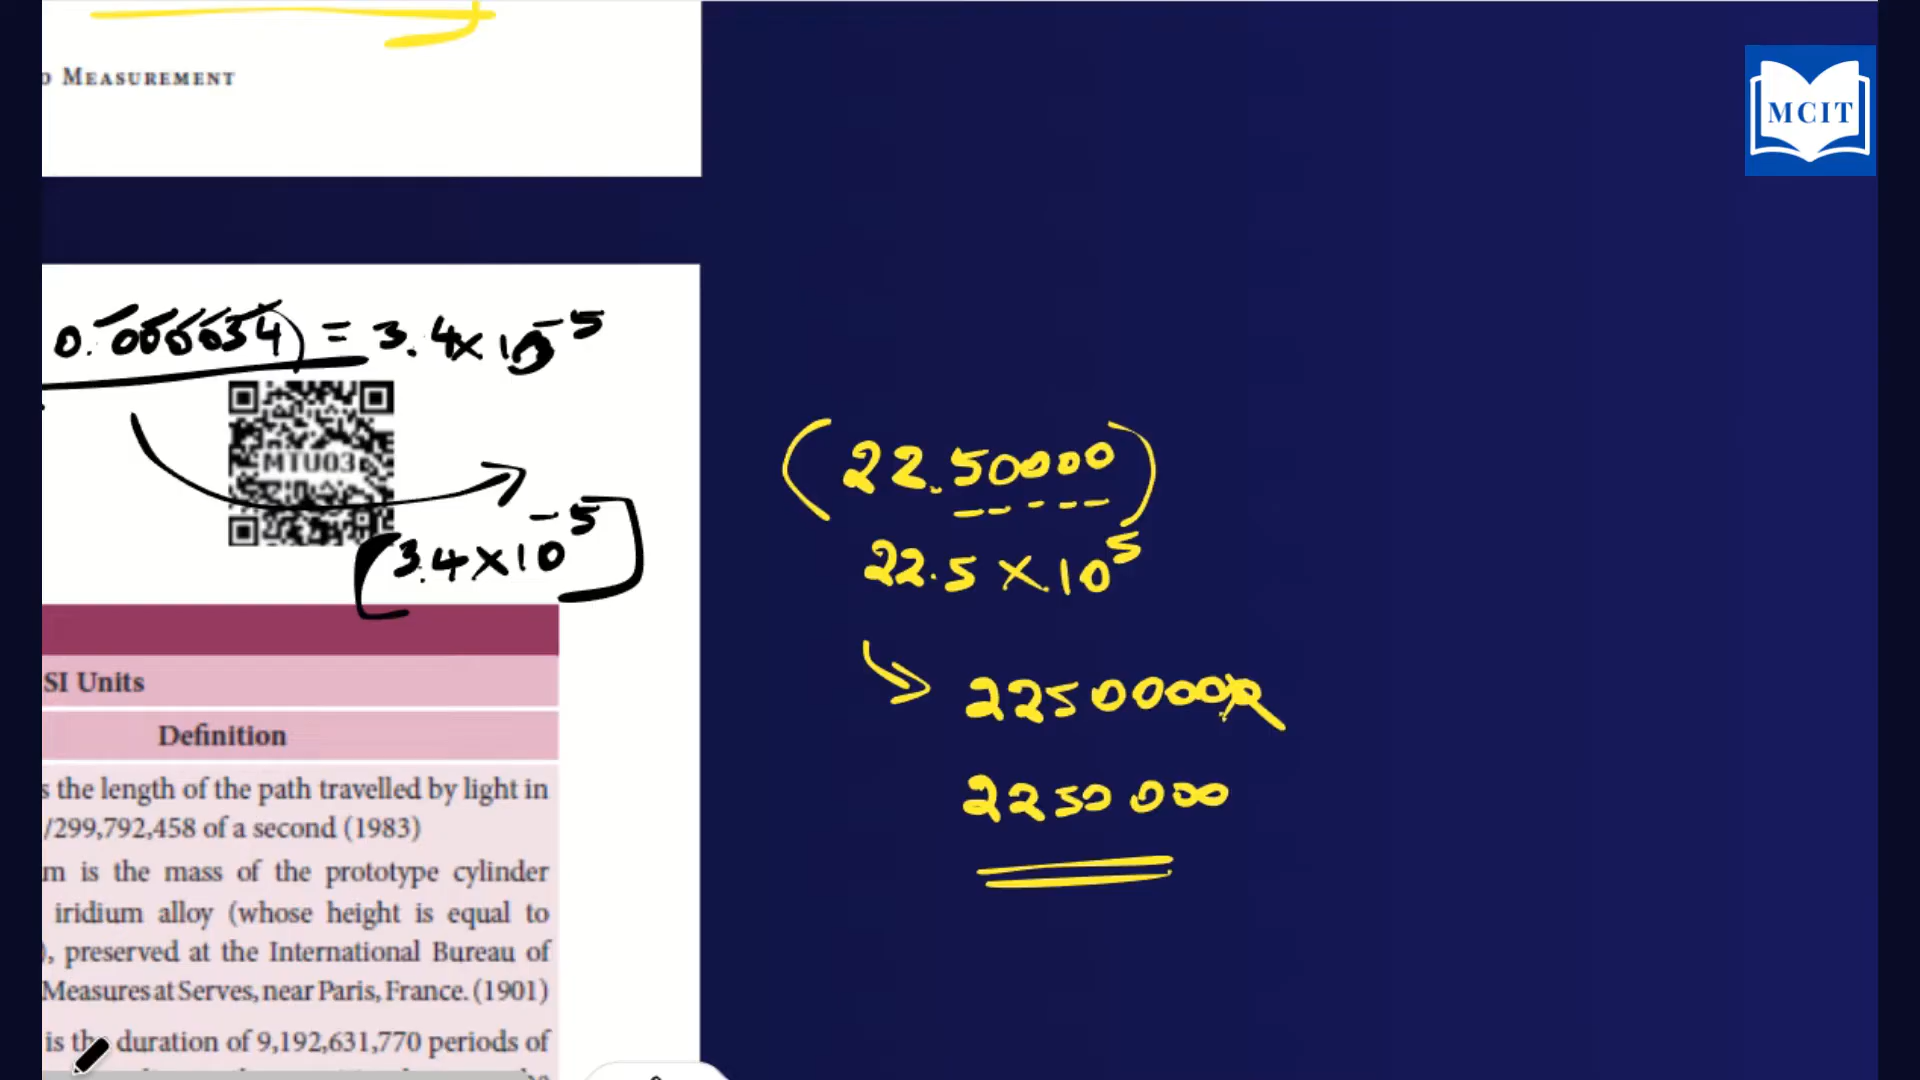 MEASUREMENT
MCIT
0.000034) = 3.4×10⁻⁵
MTU03
(3.4×10⁻⁵)
SI Units
Definition
the length of the path travelled by light in
/299,792,458 of a second (1983)
is the mass of the prototype cylinder
iridium alloy (whose height is equal to
), preserved at the International Bureau of
Measures at Serves, near Paris, France. (1901)
is the duration of 9,192,631,770 periods of
(22.50000)
22.5 × 10⁵
2250000
2250 000